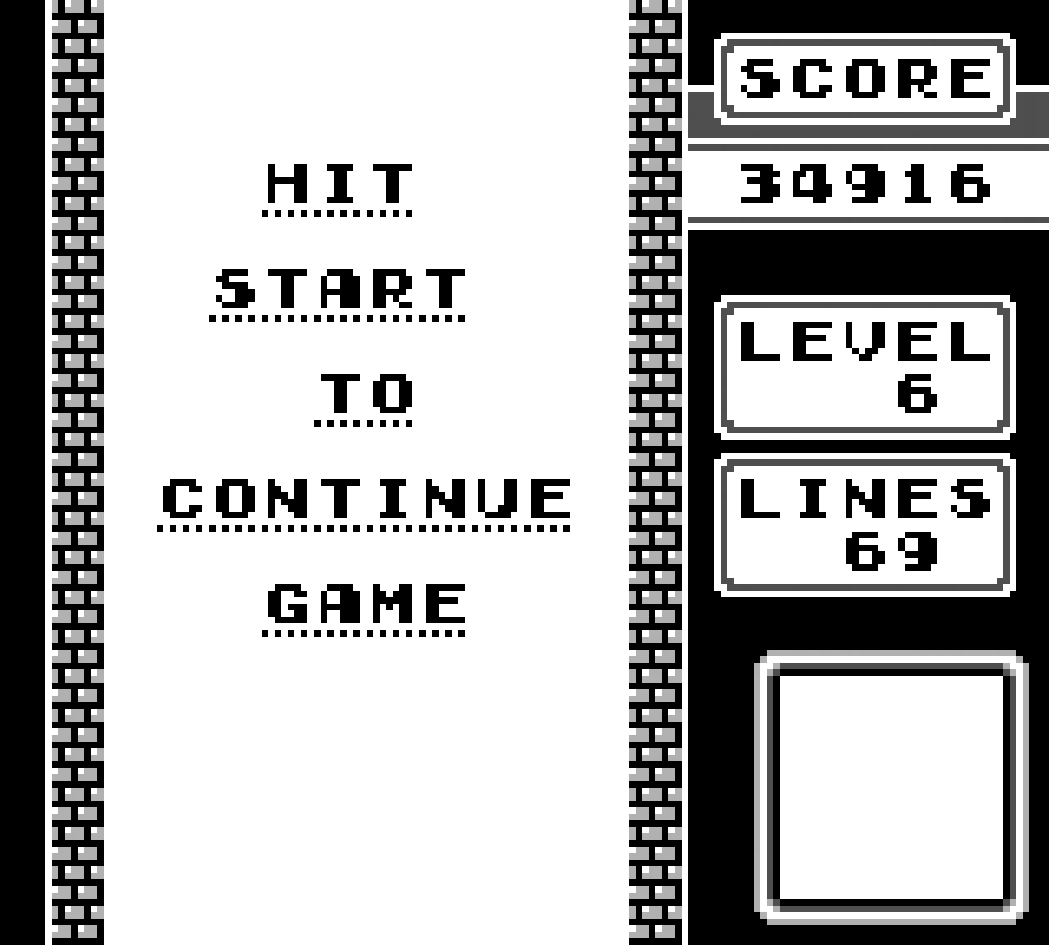 HIT
START
TO
CONTINUE
GAME
SCORE
34916
LEVEL
6
LINES
69